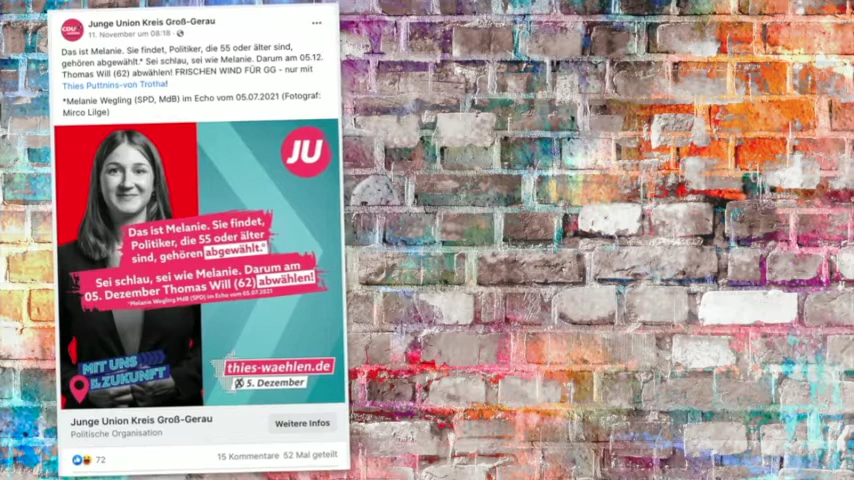 Junge Union Kreis Groß-Gerau
11. November um 08:18
Das ist Melanie. Sie findet, Politiker, die 55 oder älter sind,
gehören abgewählt.* Sei schlau, sei wie Melanie. Darum am 05.12.
Thomas Will (62) abwählen! FRISCHEN WIND FÜR GG - nur mit
Thies Puttnins-von Trotha!
*Melanie Wegling (SPD, MdB) im Echo vom 05.07.2021 (Fotograf:
Mirco Lilge)
JU
Das ist Melanie. Sie findet,
Politiker, die 55 oder älter
sind, gehören abgewählt.*
Sei schlau, sei wie Melanie. Darum am
05. Dezember Thomas Will (62) abwählen!
*Melanie Wegling MdB (SPD) im Echo vom 05.07.2021
MIT UNS
& ZUKUNFT
thies-waehlen.de
5. Dezember
Junge Union Kreis Groß-Gerau
Politische Organisation
Weitere Infos
72
15 Kommentare 52 Mal geteilt